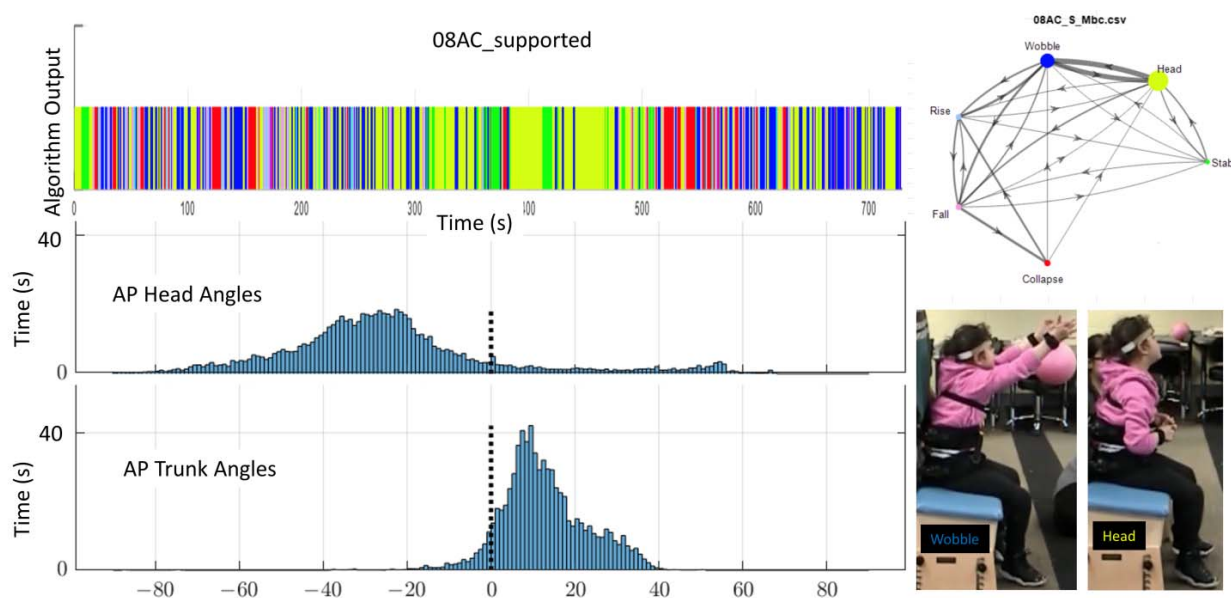 08AC_supported
Algorithm Output
0 100 200 300 400 500 600 700
Time (s)
40
0
Time (s)
AP Head Angles
40
0
Time (s)
AP Trunk Angles
−80 −60 −40 −20 0 20 40 60 80
08AC_S_Mbc.csv
Wobble
Head
Rise
Stab
Fall
Collapse
Wobble
Head